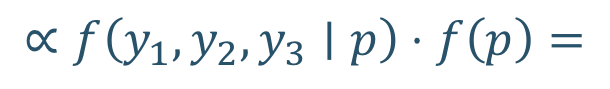 ∝ f(y₁, y₂, y₃ | p) · f(p) =